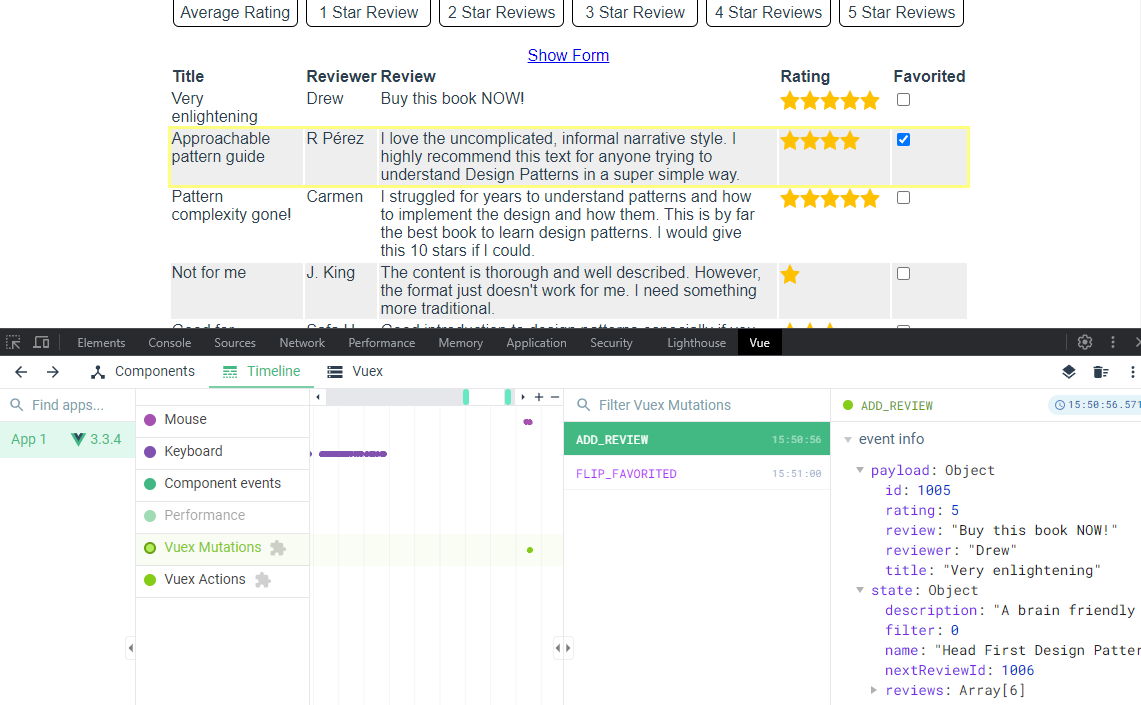 Average Rating 1 Star Review 2 Star Reviews 3 Star Review 4 Star Reviews 5 Star Reviews
Show Form
Title Reviewer Review Rating Favorited
Very enlightening Drew Buy this book NOW!
Approachable pattern guide R Pérez I love the uncomplicated, informal narrative style. I
highly recommend this text for anyone trying to
understand Design Patterns in a super simple way.
Pattern complexity gone! Carmen I struggled for years to understand patterns and how
to implement the design and how them. This is by far
the best book to learn design patterns. I would give
this 10 stars if I could.
Not for me J. King The content is thorough and well described. However,
the format just doesn't work for me. I need something
more traditional.
Elements Console Sources Network Performance Memory Application Security Lighthouse Vue
Components Timeline Vuex
Find apps...
App 1 3.3.4
Mouse
Keyboard
Component events
Performance
Vuex Mutations
Vuex Actions
Filter Vuex Mutations
ADD_REVIEW 15:50:56
FLIP_FAVORITED 15:51:00
ADD_REVIEW 15:50:56.571
event info
payload: Object
id: 1005
rating: 5
review: "Buy this book NOW!"
reviewer: "Drew"
title: "Very enlightening"
state: Object
description: "A brain friendly
filter: 0
name: "Head First Design Patter
nextReviewId: 1006
reviews: Array[6]